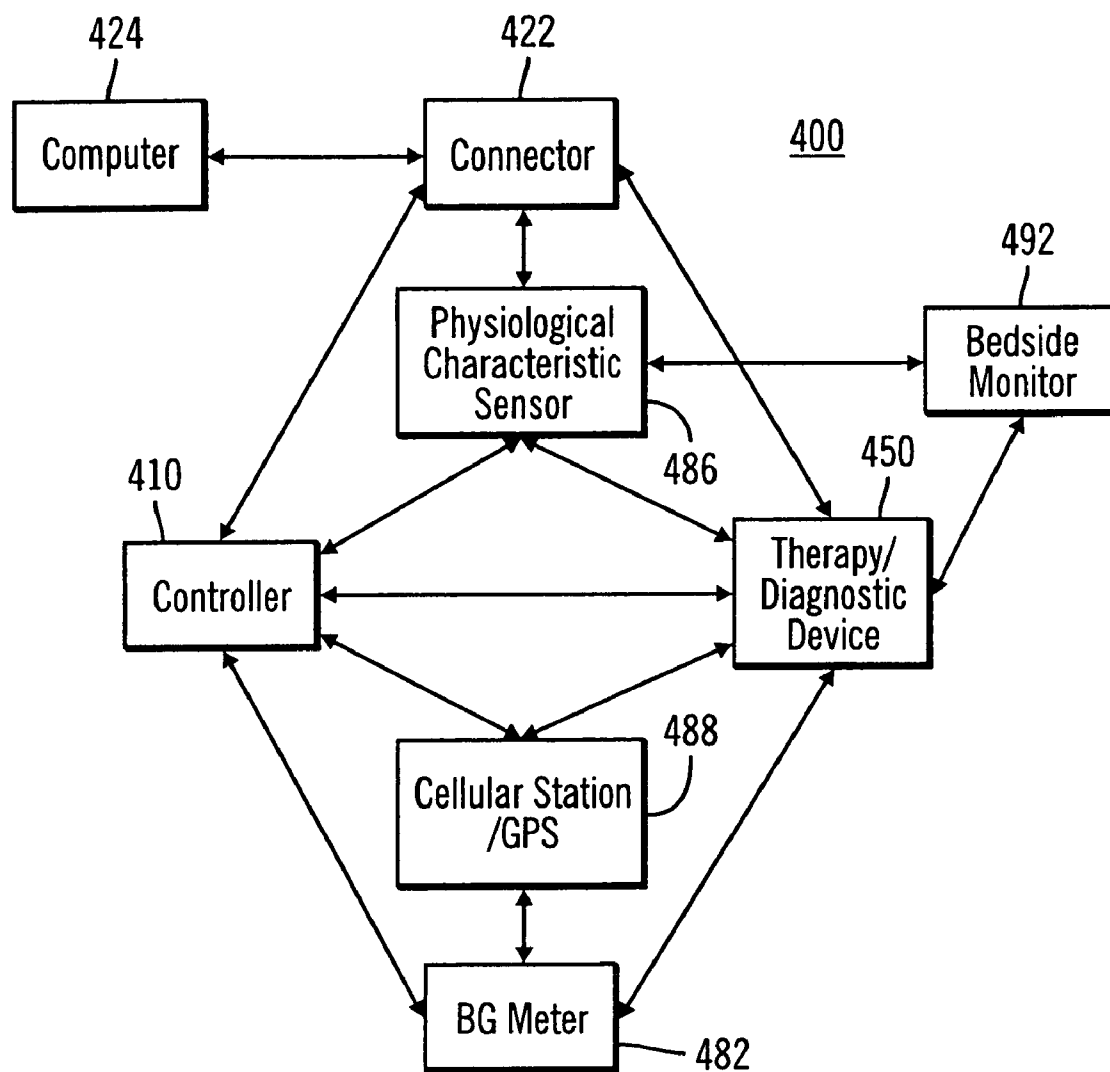 424
422
400
Computer
Connector
492
Physiological
Characteristic
Sensor
Bedside
Monitor
486
410
450
Controller
Therapy/
Diagnostic
Device
488
Cellular Station
/GPS
BG Meter
482